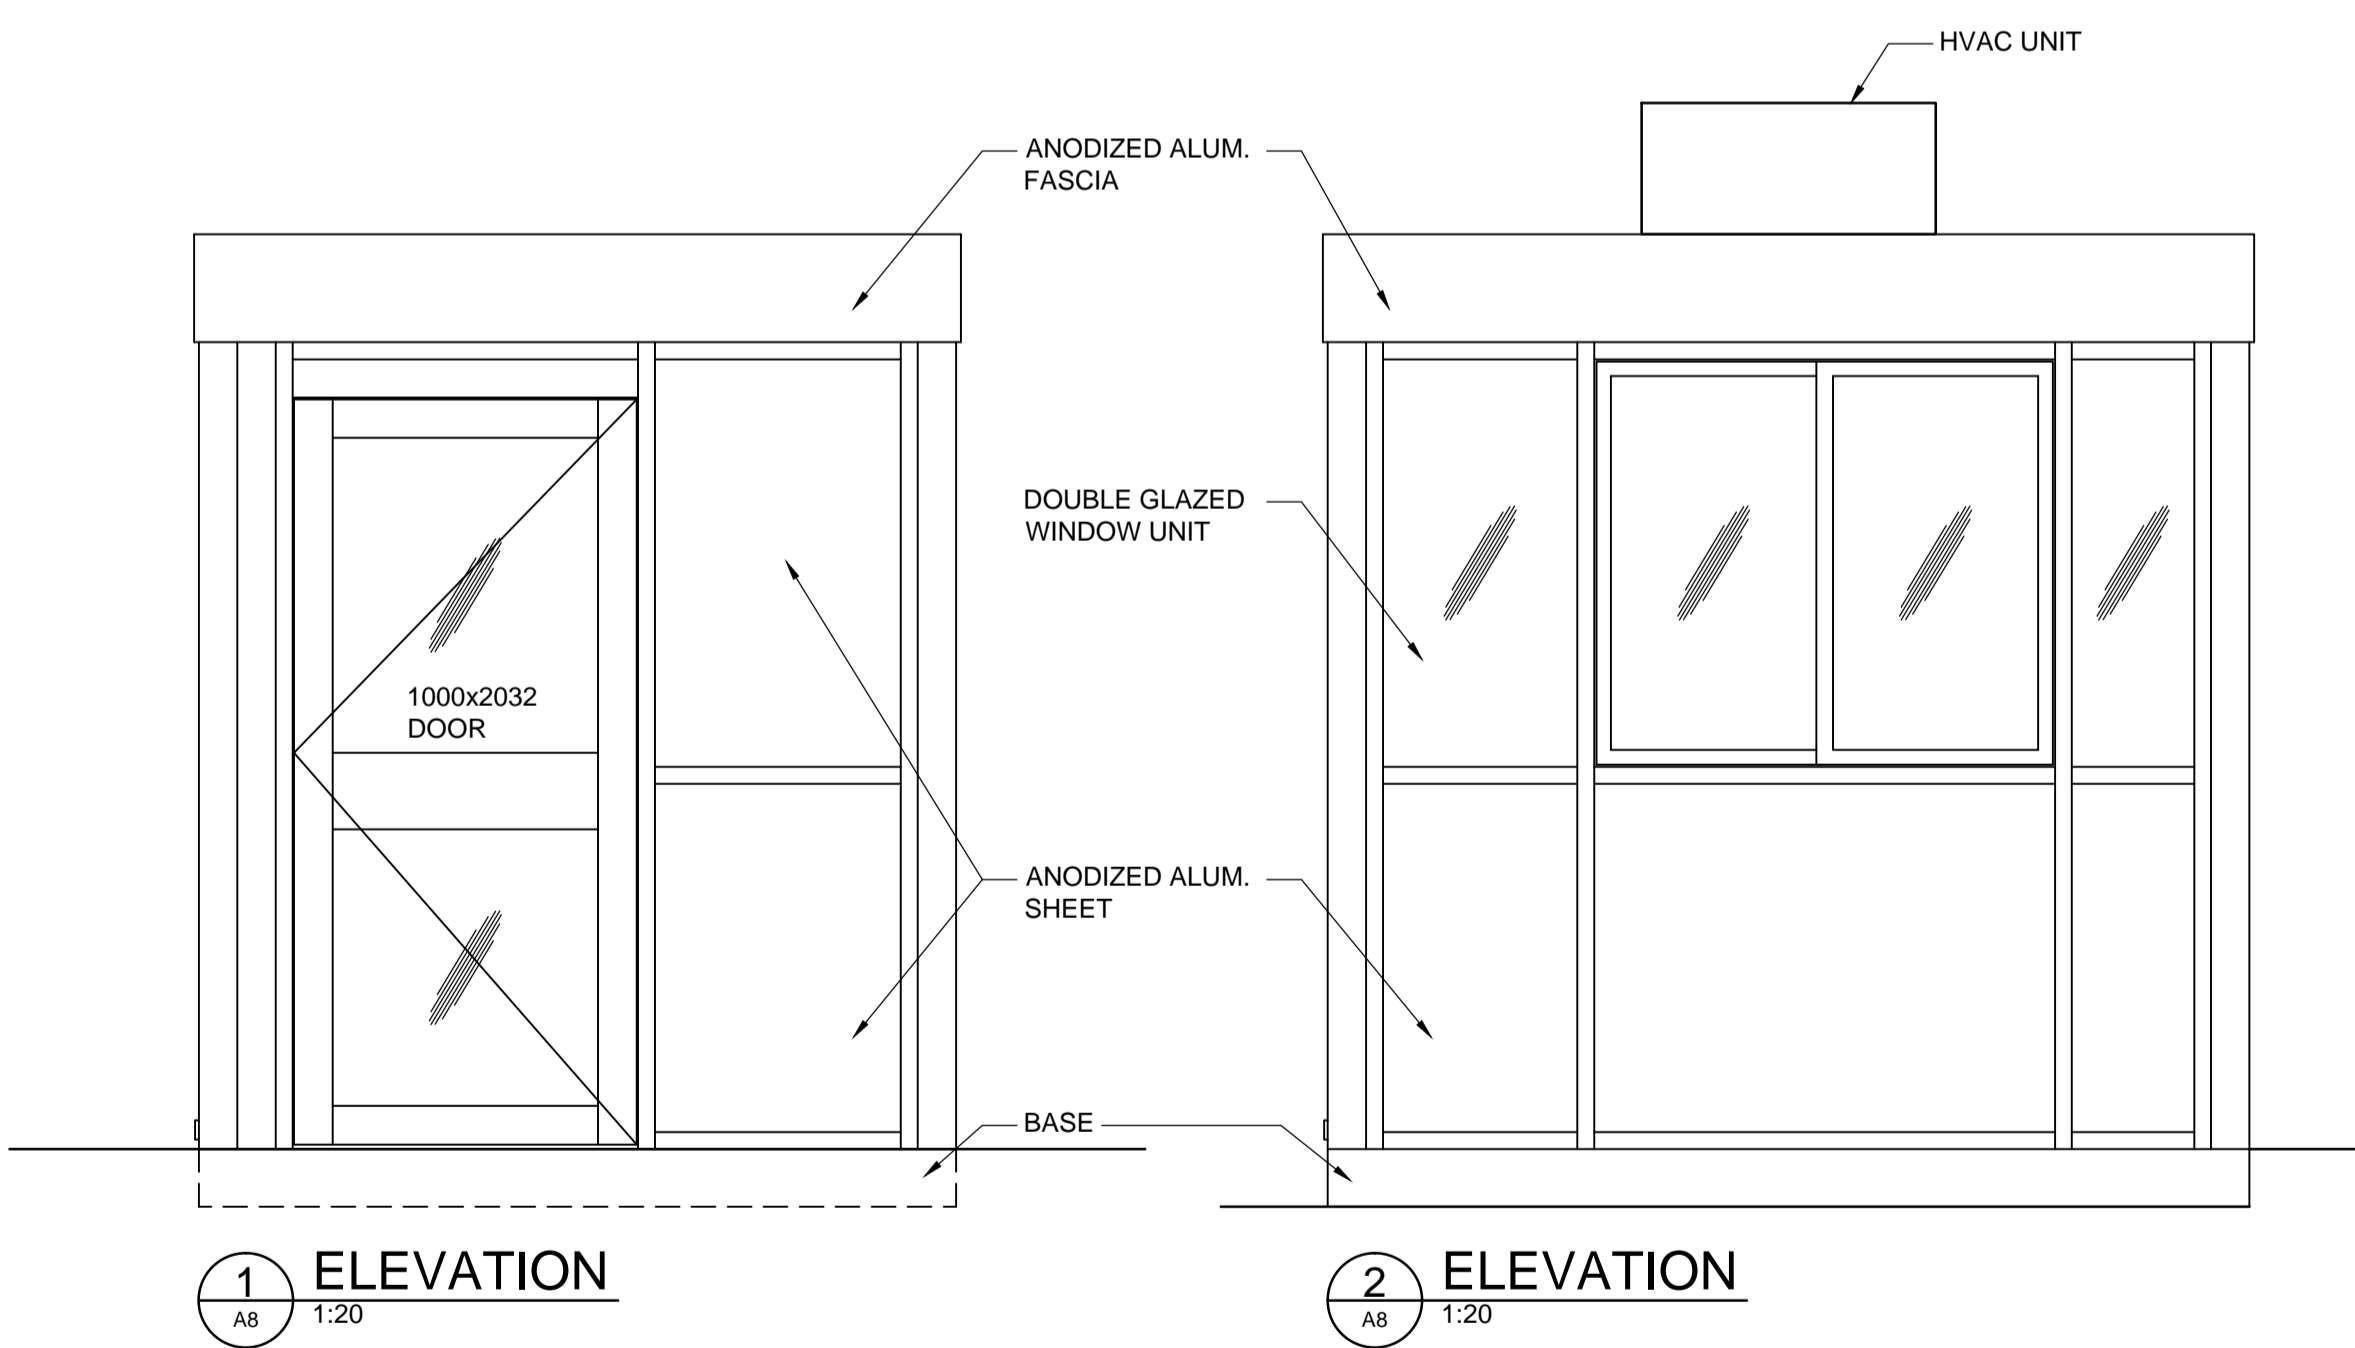 HVAC UNIT
ANODIZED ALUM.
FASCIA
DOUBLE GLAZED
WINDOW UNIT
1000x2032
DOOR
ANODIZED ALUM.
SHEET
BASE
1
A8
ELEVATION
1:20
2
A8
ELEVATION
1:20